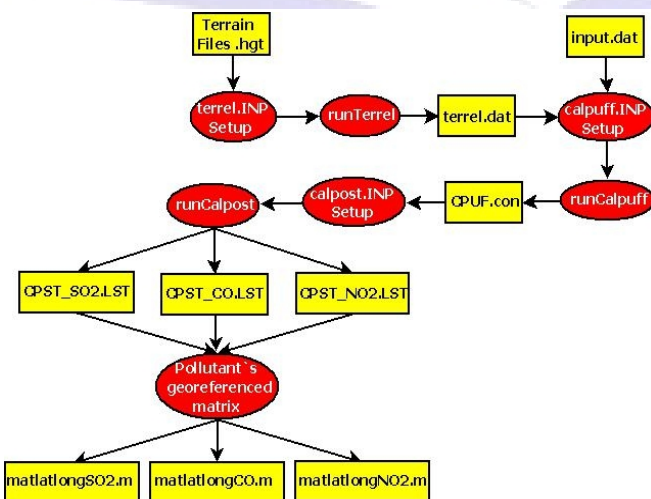 Terrain
Files .hgt
input.dat
terrel.INP
Setup
runTerrel
terrel.dat
calpuff.INP
Setup
runCalpost
calpost.INP
Setup
CPUF.con
runCalpuff
CPST_SO2.LST
CPST_CO.LST
CPST_NO2.LST
Pollutant`s
georeferenced
matrix
matlatlongSO2.m
matlatlongCO.m
matlatlongNO2.m